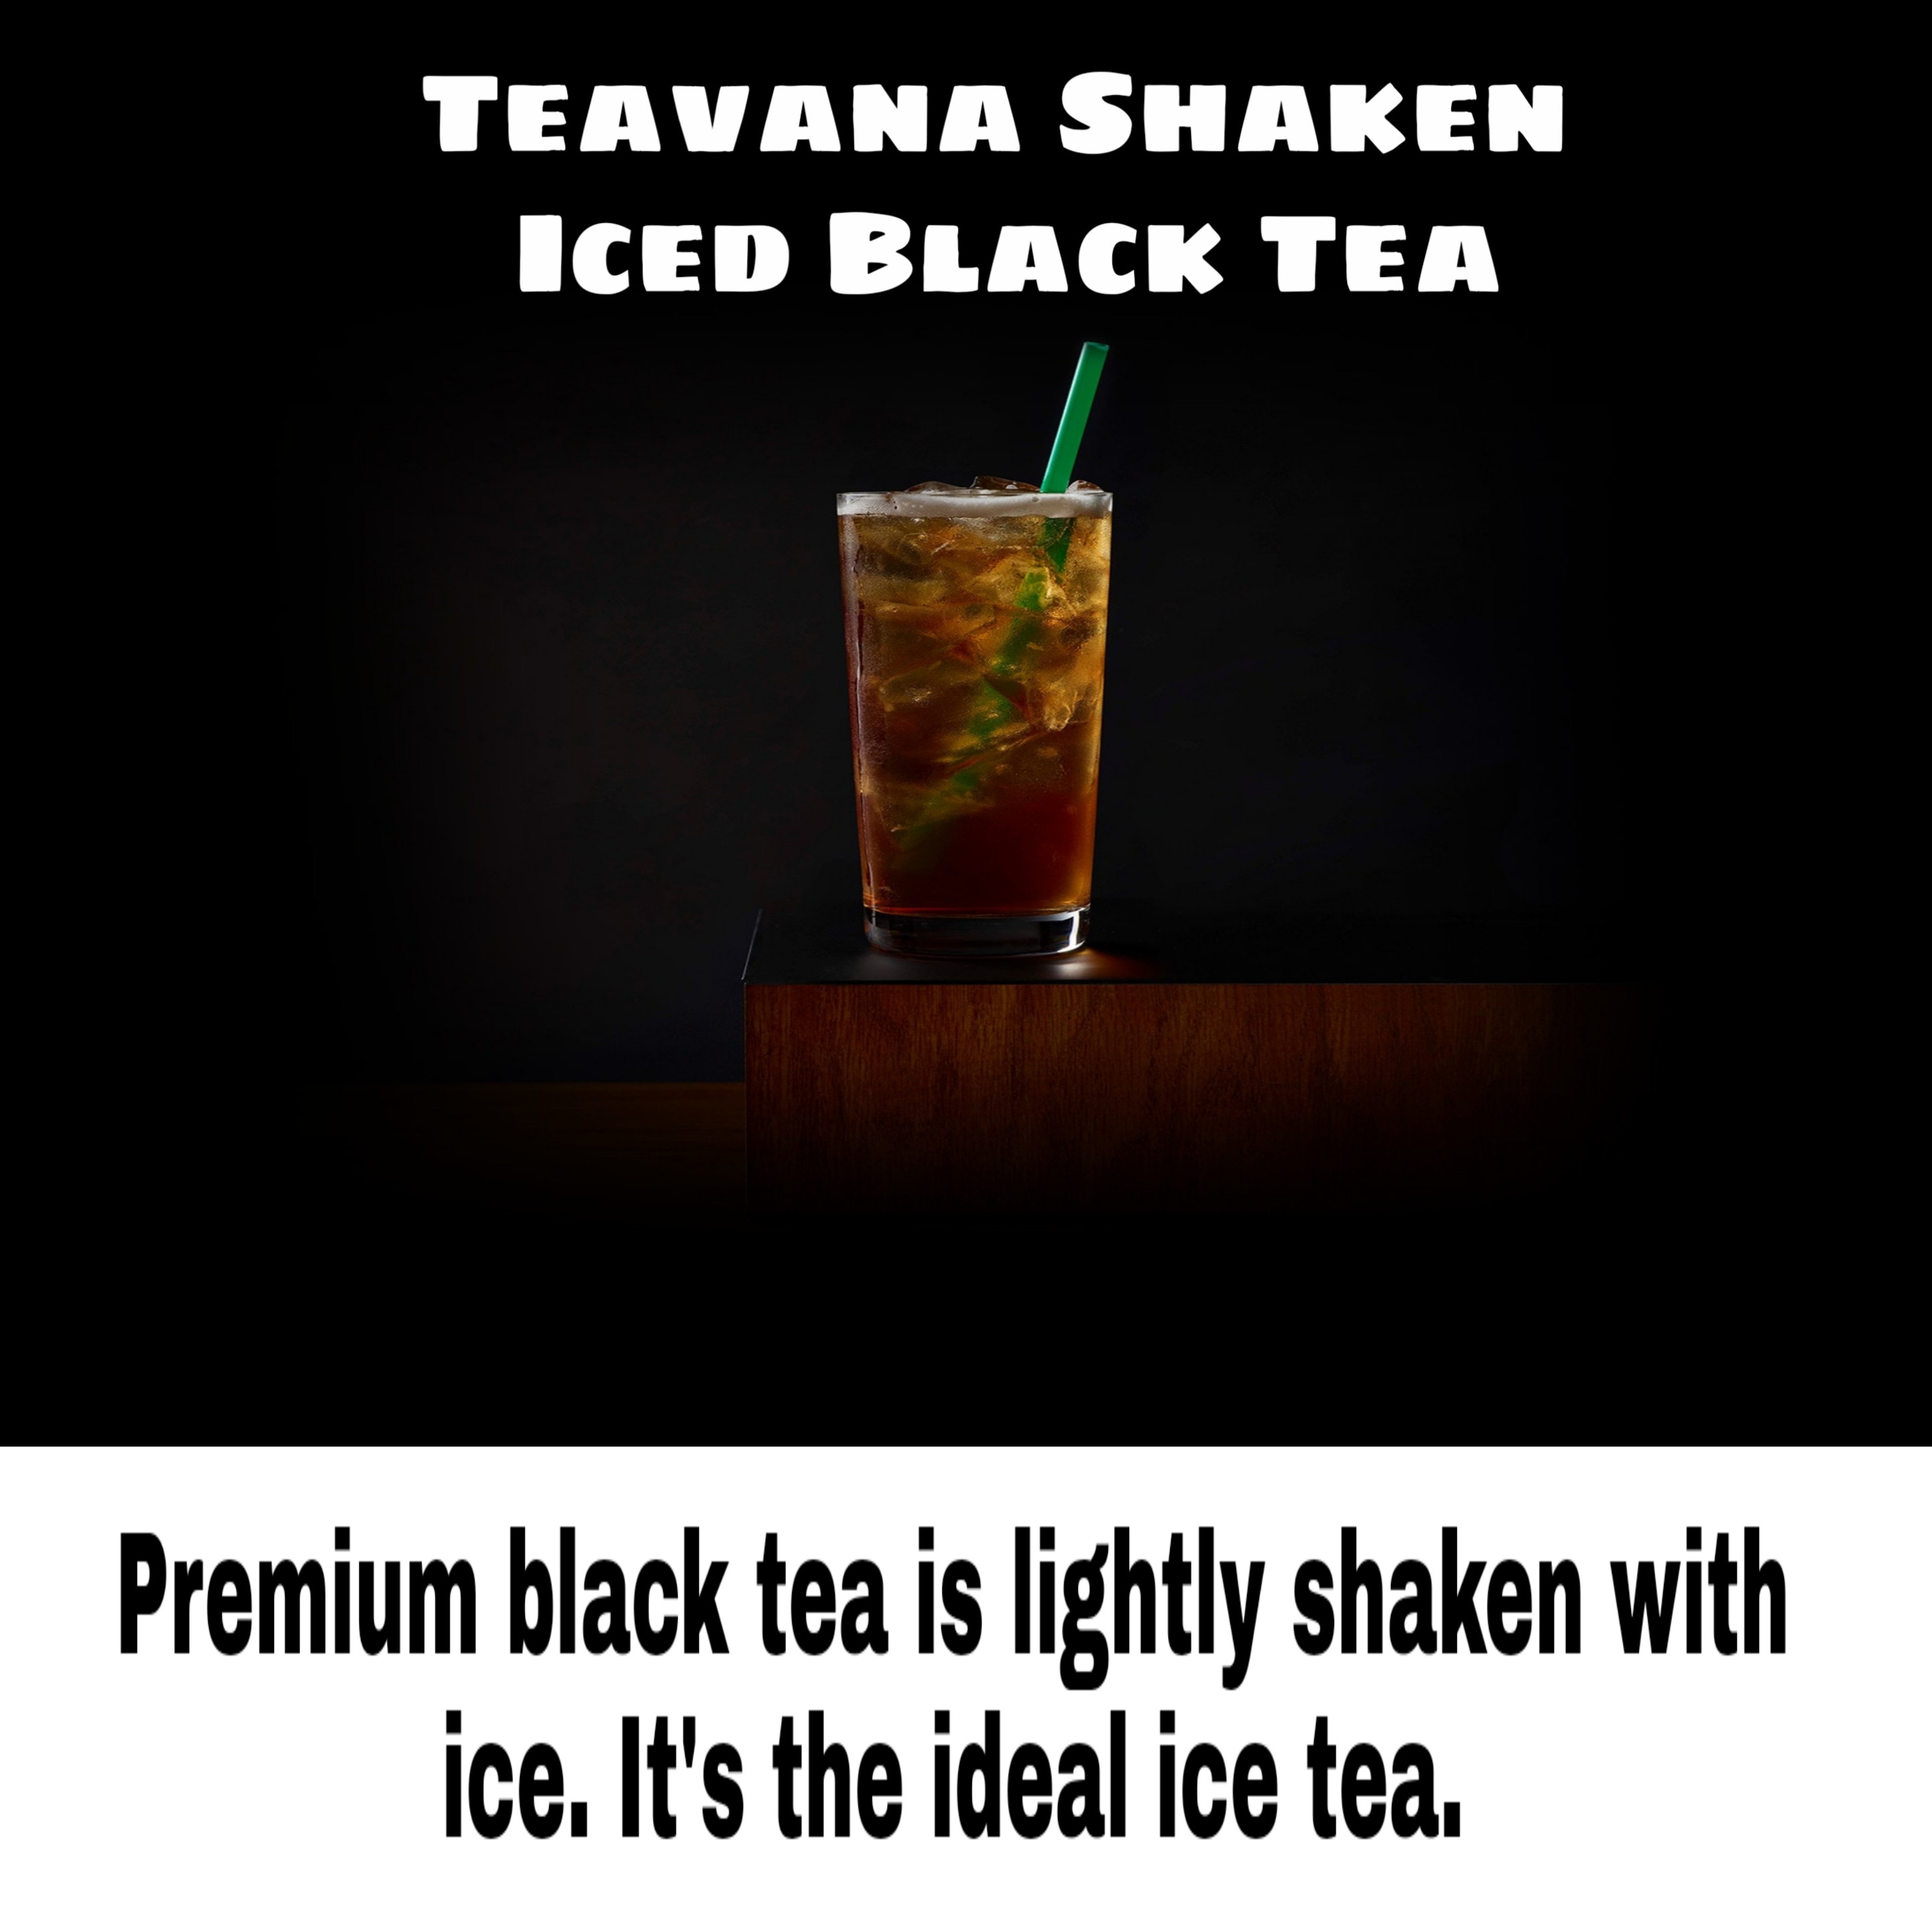 Teavana Shaken
Iced Black Tea
Premium black tea is lightly shaken with
ice. It's the ideal ice tea.